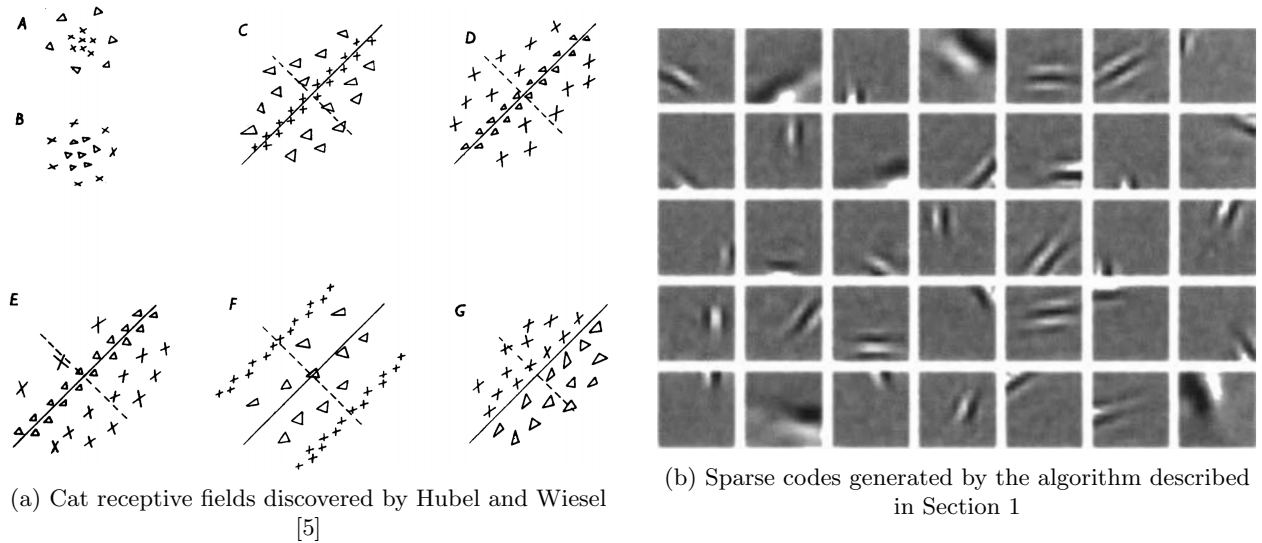 A
B
C
D
E
F
G
(a) Cat receptive fields discovered by Hubel and Wiesel
[5]
(b) Sparse codes generated by the algorithm described
in Section 1